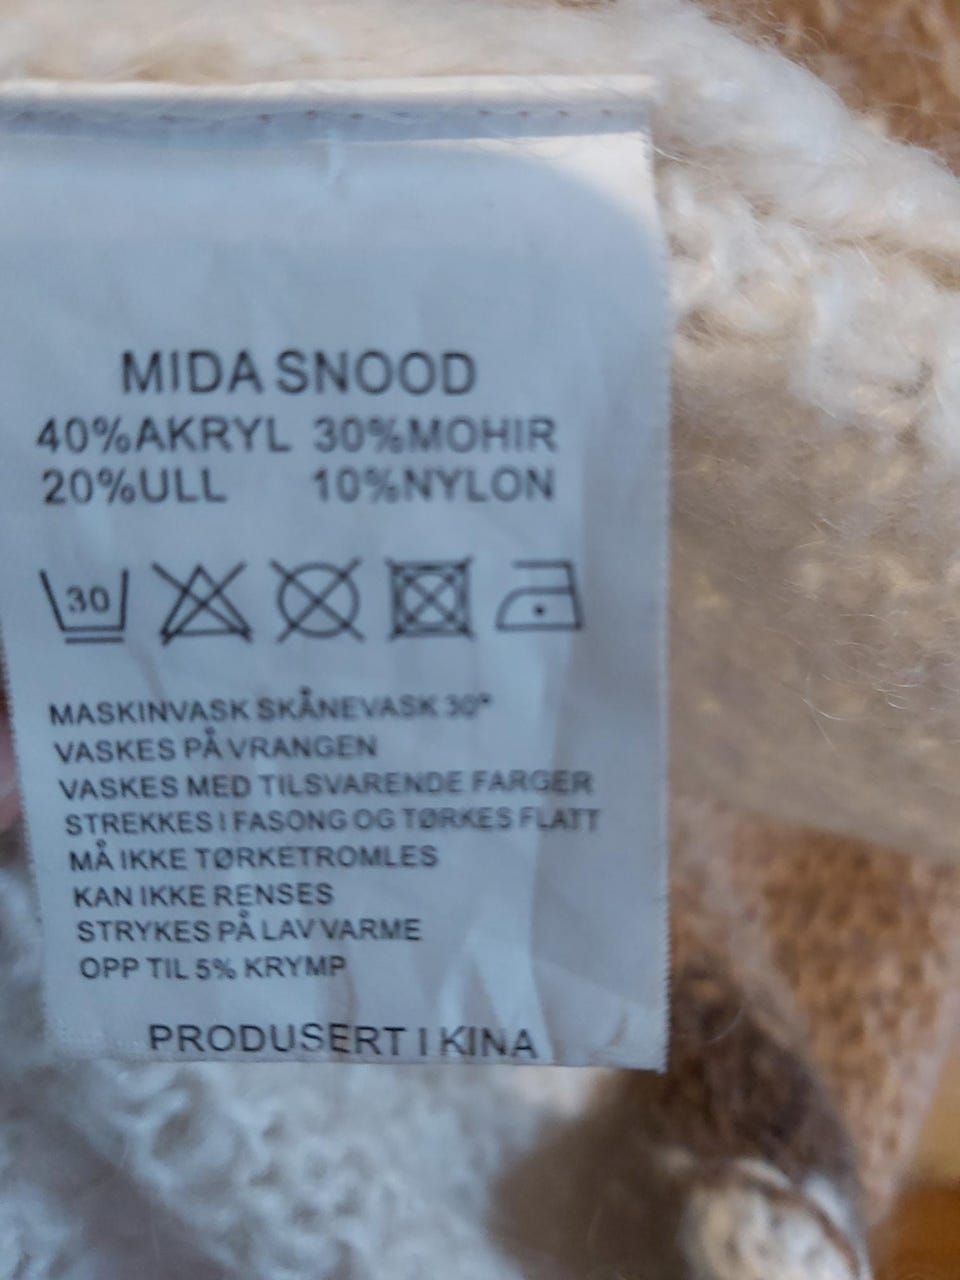 MIDA SNOOD
40%AKRYL 30%MOHIR
20%ULL 10%NYLON
30
MASKINVASK SKÅNEVASK 30°
VASKES PÅ VRANGEN
VASKES MED TILSVARENDE FARGER
STREKKES I FASONG OG TØRKES FLATT
MÅ IKKE TØRKETROMLES
KAN IKKE RENSES
STRYKES PÅ LAV VARME
OPP TIL 5% KRYMP
PRODUSERT I KINA